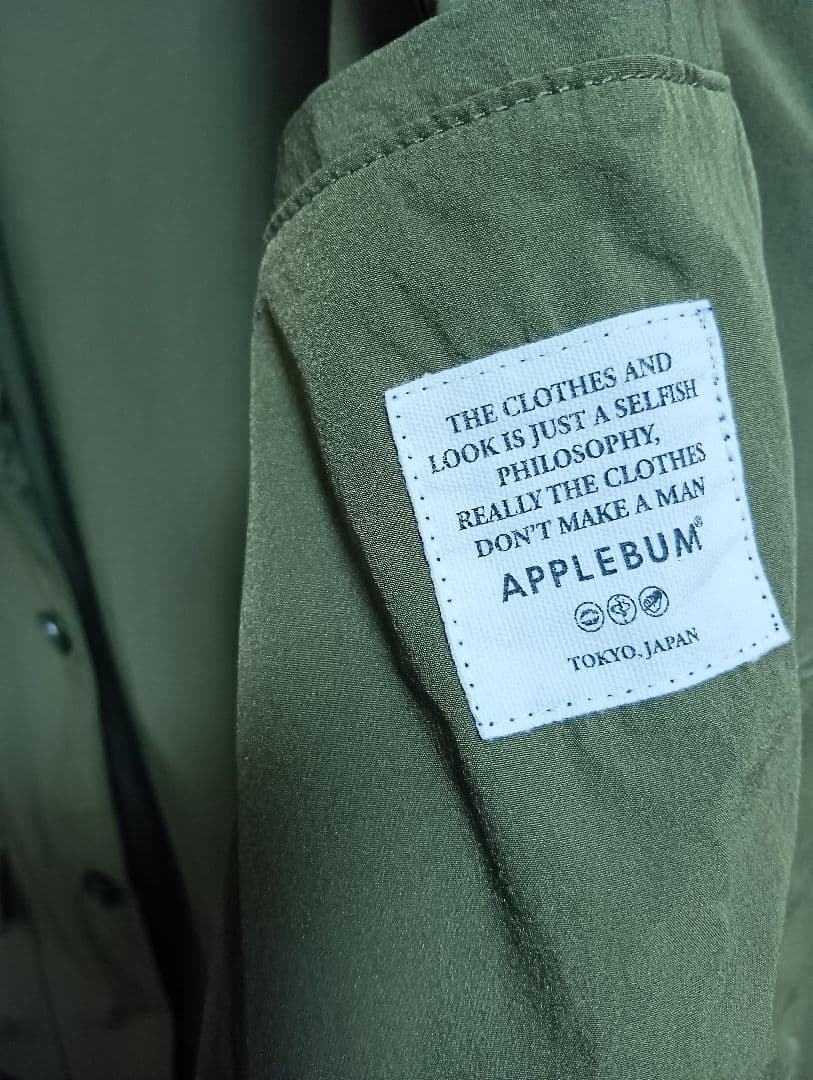 THE CLOTHES AND
LOOK IS JUST A SELFISH
PHILOSOPHY,
REALLY THE CLOTHES
DON'T MAKE A MAN
APPLEBUM®
TOKYO, JAPAN